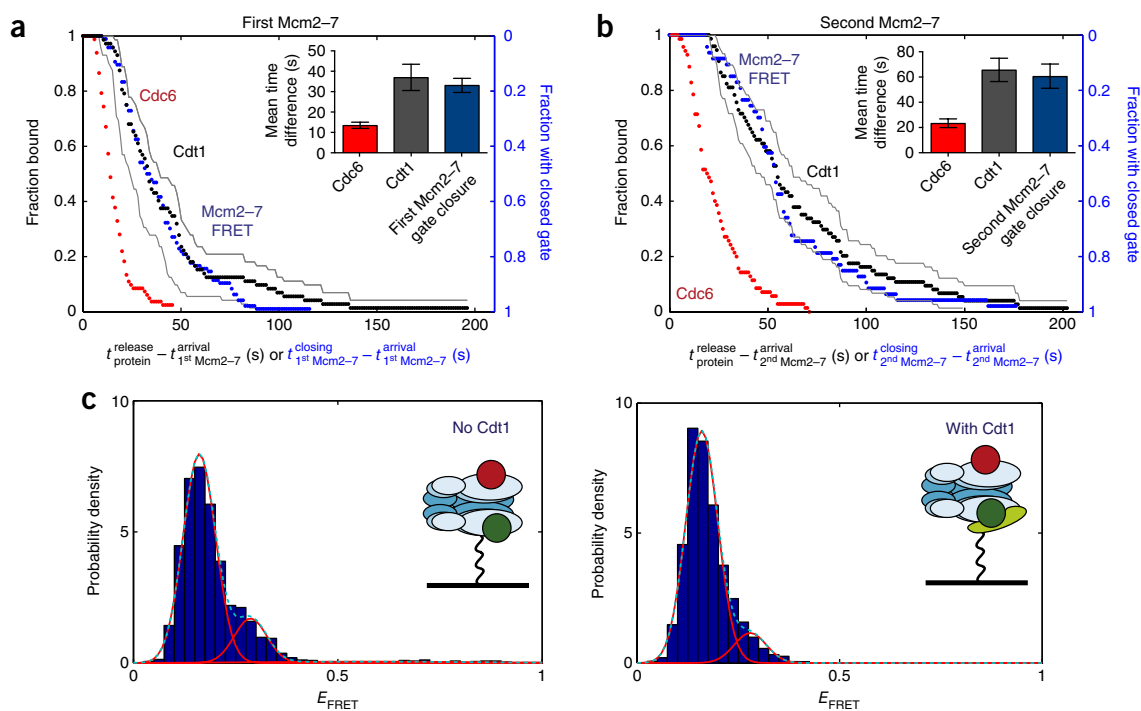 a
First Mcm2–7
1
0.8
0.6
0.4
0.2
0
Fraction bound
0
50
100
150
200
0
0.2
0.4
0.6
0.8
1
Fraction with closed gate
Cdc6
Cdt1
Mcm2–7
FRET
50
40
30
20
10
0
Mean time
difference (s)
Cdc6
Cdt1
First Mcm2–7
gate closure
t release protein – t arrival 1st Mcm2–7 (s) or t closing 1st Mcm2–7 – t arrival 1st Mcm2–7 (s)
b
Second Mcm2–7
1
0.8
0.6
0.4
0.2
0
Fraction bound
0
50
100
150
200
0
0.2
0.4
0.6
0.8
1
Fraction with closed gate
Mcm2–7
FRET
Cdt1
Cdc6
80
60
40
20
0
Mean time
difference (s)
Cdc6
Cdt1
Second Mcm2–7
gate closure
t release protein – t arrival 2nd Mcm2–7 (s) or t closing 2nd Mcm2–7 – t arrival 2nd Mcm2–7 (s)
c
10
5
0
Probability density
0
0.5
1
E FRET
No Cdt1
10
5
0
Probability density
0
0.5
1
E FRET
With Cdt1